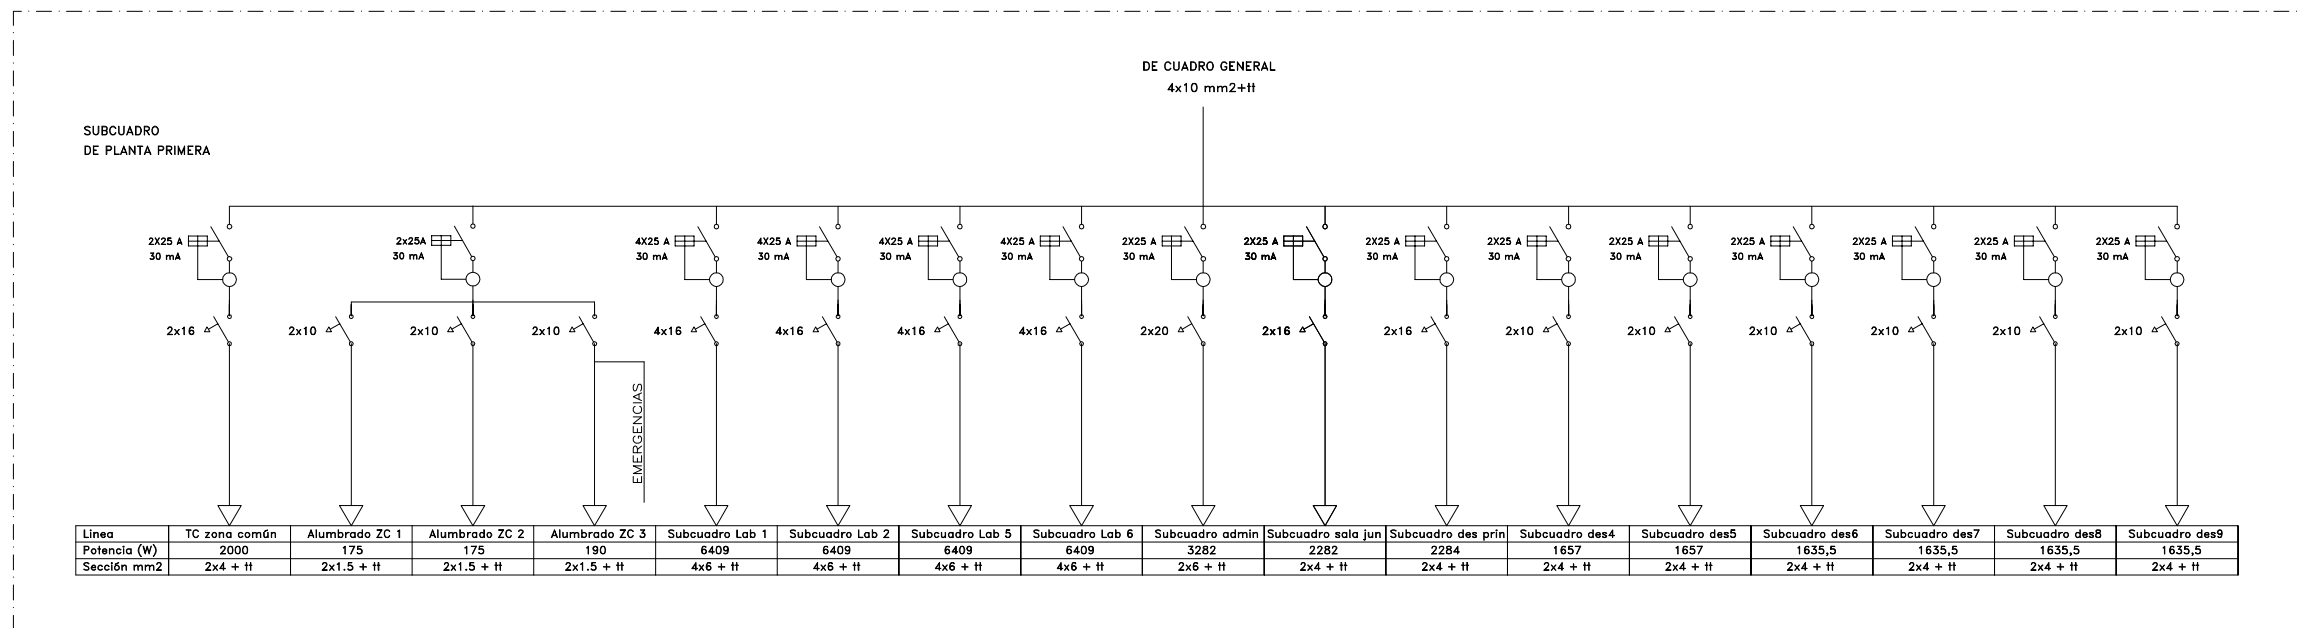 DE CUADRO GENERAL
4x10 mm2+tt
SUBCUADRO
DE PLANTA PRIMERA
2X25 A 2x25A 4X25 A 4X25 A 4X25 A 4X25 A 2X25 A 2X25 A 2X25 A 2X25 A 2X25 A 2X25 A 2X25 A 2X25 A 2X25 A
30 mA 30 mA 30 mA 30 mA 30 mA 30 mA 30 mA 30 mA 30 mA 30 mA 30 mA 30 mA 30 mA 30 mA 30 mA
2x16 2x10 2x10 2x10 4x16 4x16 4x16 4x16 2x20 2x16 2x16 2x10 2x10 2x10 2x10 2x10 2x10
EMERGENCIAS
Linea TC zona común Alumbrado ZC 1 Alumbrado ZC 2 Alumbrado ZC 3 Subcuadro Lab 1 Subcuadro Lab 2 Subcuadro Lab 5 Subcuadro Lab 6 Subcuadro admin Subcuadro sala jun Subcuadro des prin Subcuadro des4 Subcuadro des5 Subcuadro des6 Subcuadro des7 Subcuadro des8 Subcuadro des9
Potencia (W) 2000 175 175 190 6409 6409 6409 6409 3282 2282 2284 1657 1657 1635,5 1635,5 1635,5 1635,5
Sección mm2 2x4 + tt 2x1.5 + tt 2x1.5 + tt 2x1.5 + tt 4x6 + tt 4x6 + tt 4x6 + tt 4x6 + tt 2x6 + tt 2x4 + tt 2x4 + tt 2x4 + tt 2x4 + tt 2x4 + tt 2x4 + tt 2x4 + tt 2x4 + tt